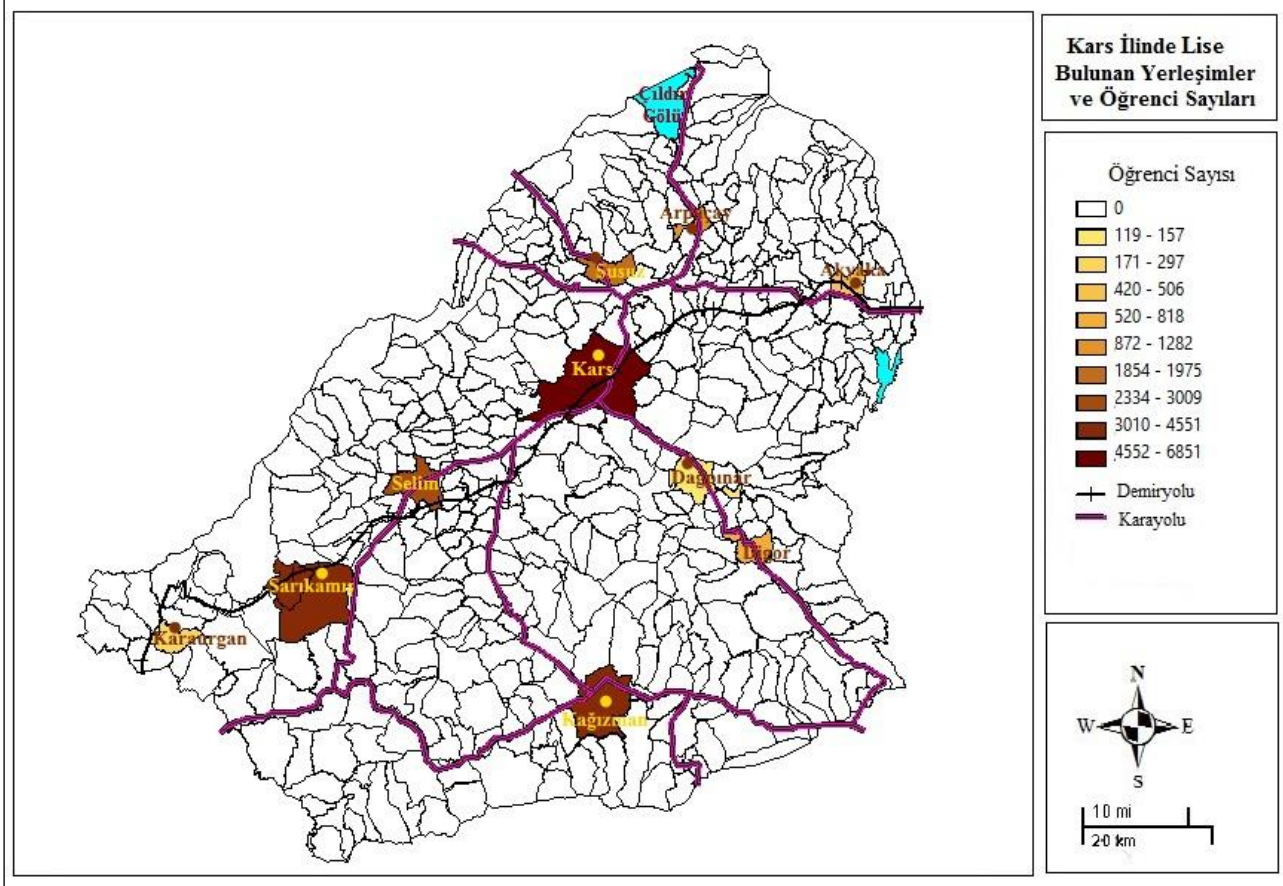 Kars İlinde Lise
Bulunan Yerleşimler
ve Öğrenci Sayıları
Öğrenci Sayısı
0
119 - 157
171 - 297
420 - 506
520 - 818
872 - 1282
1854 - 1975
2334 - 3009
3010 - 4551
4552 - 6851
Demiryolu
Karayolu
N
W
E
S
10 mi
20 km
Çıldır
Gölü
Arpaçay
Susuz
Akyaka
Kars
Selim
Dağpınar
Digor
Sarıkamış
Karaurgan
Kağızman